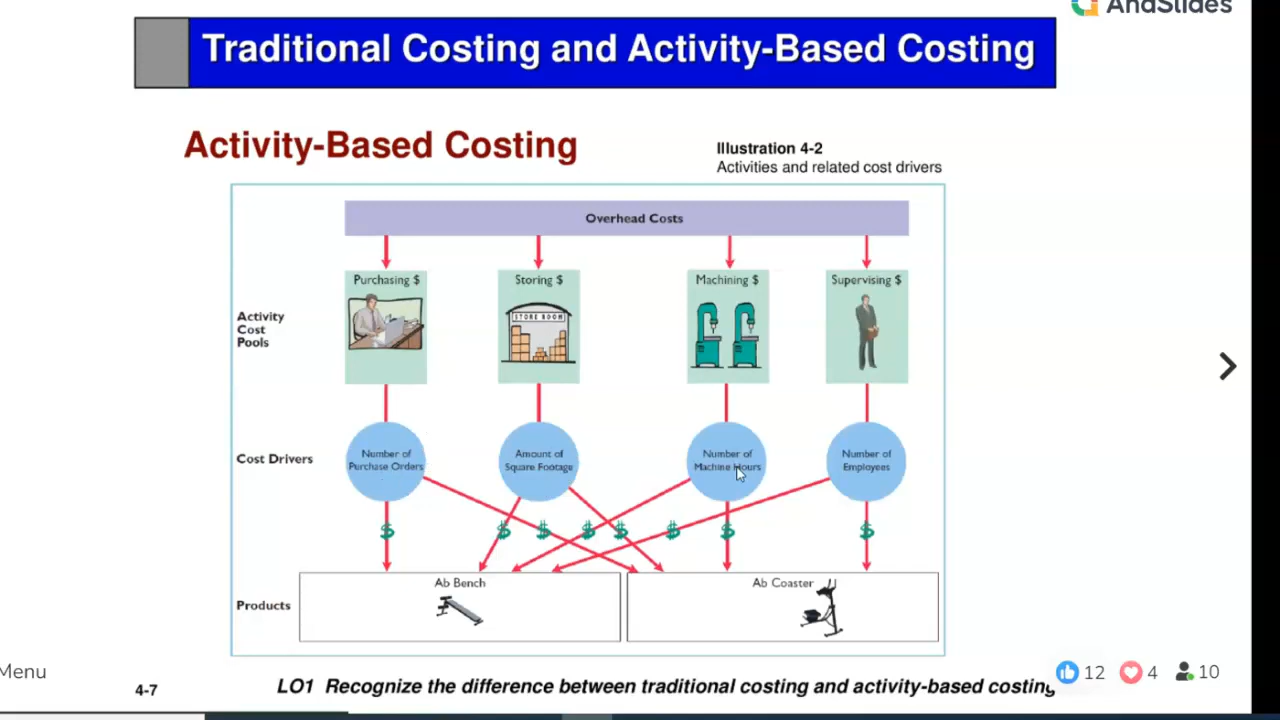 AhaSlides
Traditional Costing and Activity-Based Costing
Activity-Based Costing
Illustration 4-2
Activities and related cost drivers
Overhead Costs
Purchasing $
Storing $
Machining $
Supervising $
STORE ROOM
Activity
Cost
Pools
Cost Drivers
Number of
Purchase Orders
Amount of
Square Footage
Number of
Machine Hours
Number of
Employees
$ $ $ $ $ $ $ $
Ab Bench
Ab Coaster
Products
Menu
4-7
LO1 Recognize the difference between traditional costing and activity-based costing
12
4
10